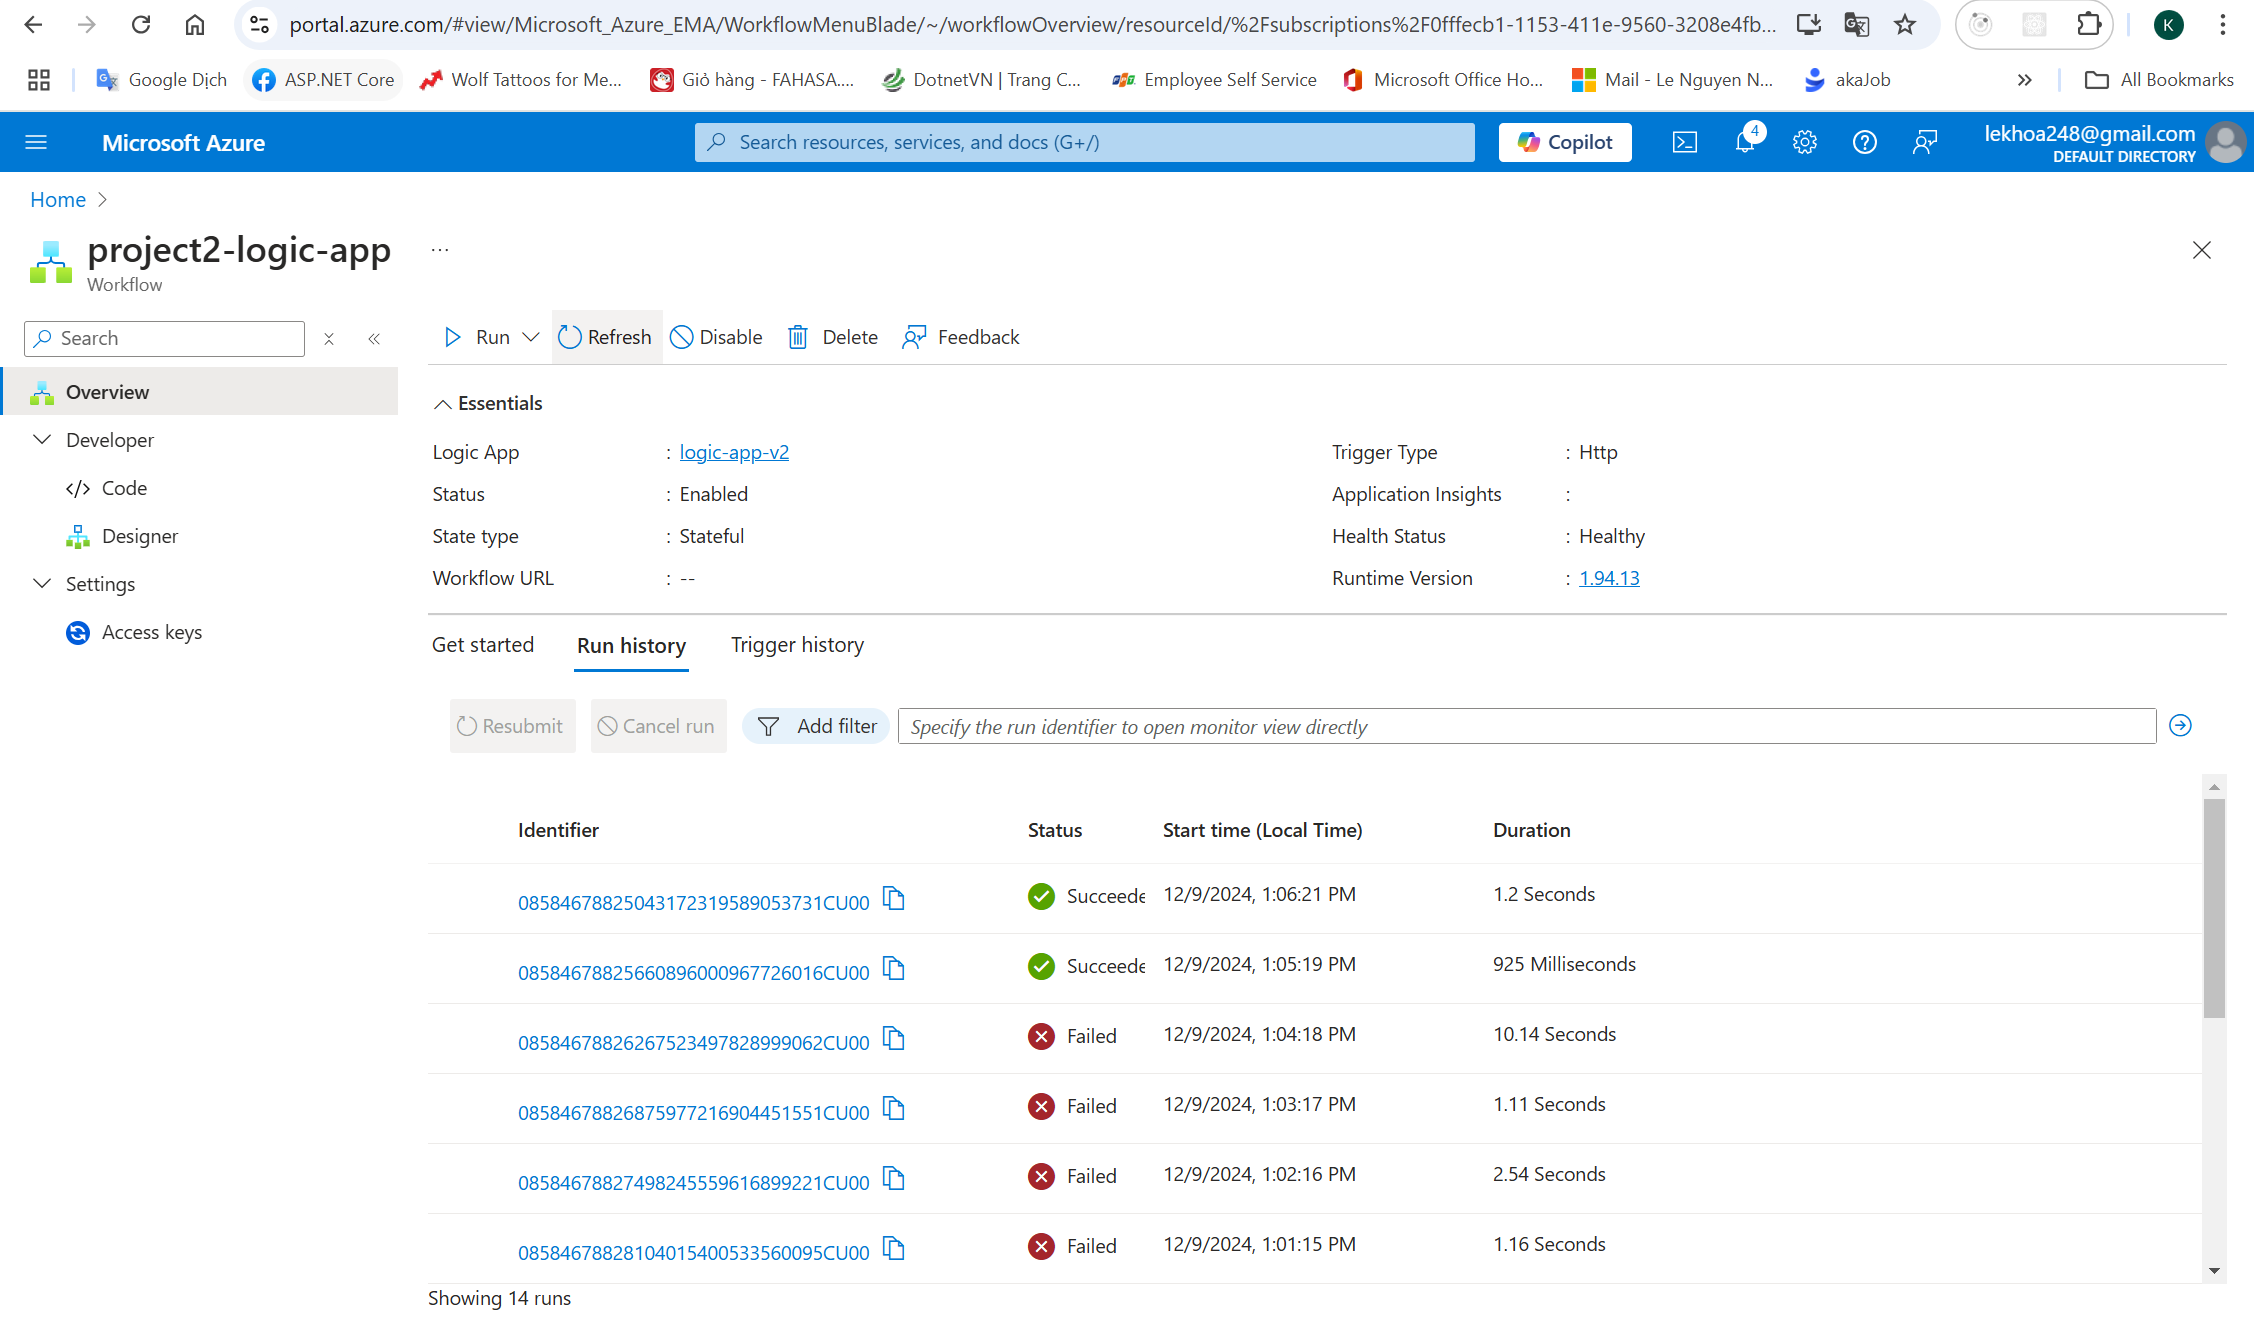 portal.azure.com/#view/Microsoft_Azure_EMA/WorkflowMenuBlade/~/workflowOverview/resourceId/%2Fsubscriptions%2F0fffecb1-1153-411e-9560-3208e4fb...
K
Google Dịch
ASP.NET Core
Wolf Tattoos for Me...
Giỏ hàng - FAHASA....
DotnetVN | Trang C...
Employee Self Service
Microsoft Office Ho...
Mail - Le Nguyen N...
akaJob
All Bookmarks
Microsoft Azure
Search resources, services, and docs (G+/)
Copilot
4
lekhoa248@gmail.com
DEFAULT DIRECTORY
Home
project2-logic-app
...
Workflow
Search
Run
Refresh
Disable
Delete
Feedback
Overview
Developer
Code
Designer
Settings
Access keys
Essentials
Logic App : logic-app-v2
Status : Enabled
State type : Stateful
Workflow URL : --
Trigger Type : Http
Application Insights :
Health Status : Healthy
Runtime Version : 1.94.13
Get started
Run history
Trigger history
Resubmit
Cancel run
Add filter
Specify the run identifier to open monitor view directly
Identifier Status Start time (Local Time) Duration
08584678825043172319589053731CU00 Succeede 12/9/2024, 1:06:21 PM 1.2 Seconds
08584678825660896000967726016CU00 Succeede 12/9/2024, 1:05:19 PM 925 Milliseconds
08584678826267523497828999062CU00 Failed 12/9/2024, 1:04:18 PM 10.14 Seconds
08584678826875977216904451551CU00 Failed 12/9/2024, 1:03:17 PM 1.11 Seconds
08584678827498245559616899221CU00 Failed 12/9/2024, 1:02:16 PM 2.54 Seconds
08584678828104015400533560095CU00 Failed 12/9/2024, 1:01:15 PM 1.16 Seconds
Showing 14 runs